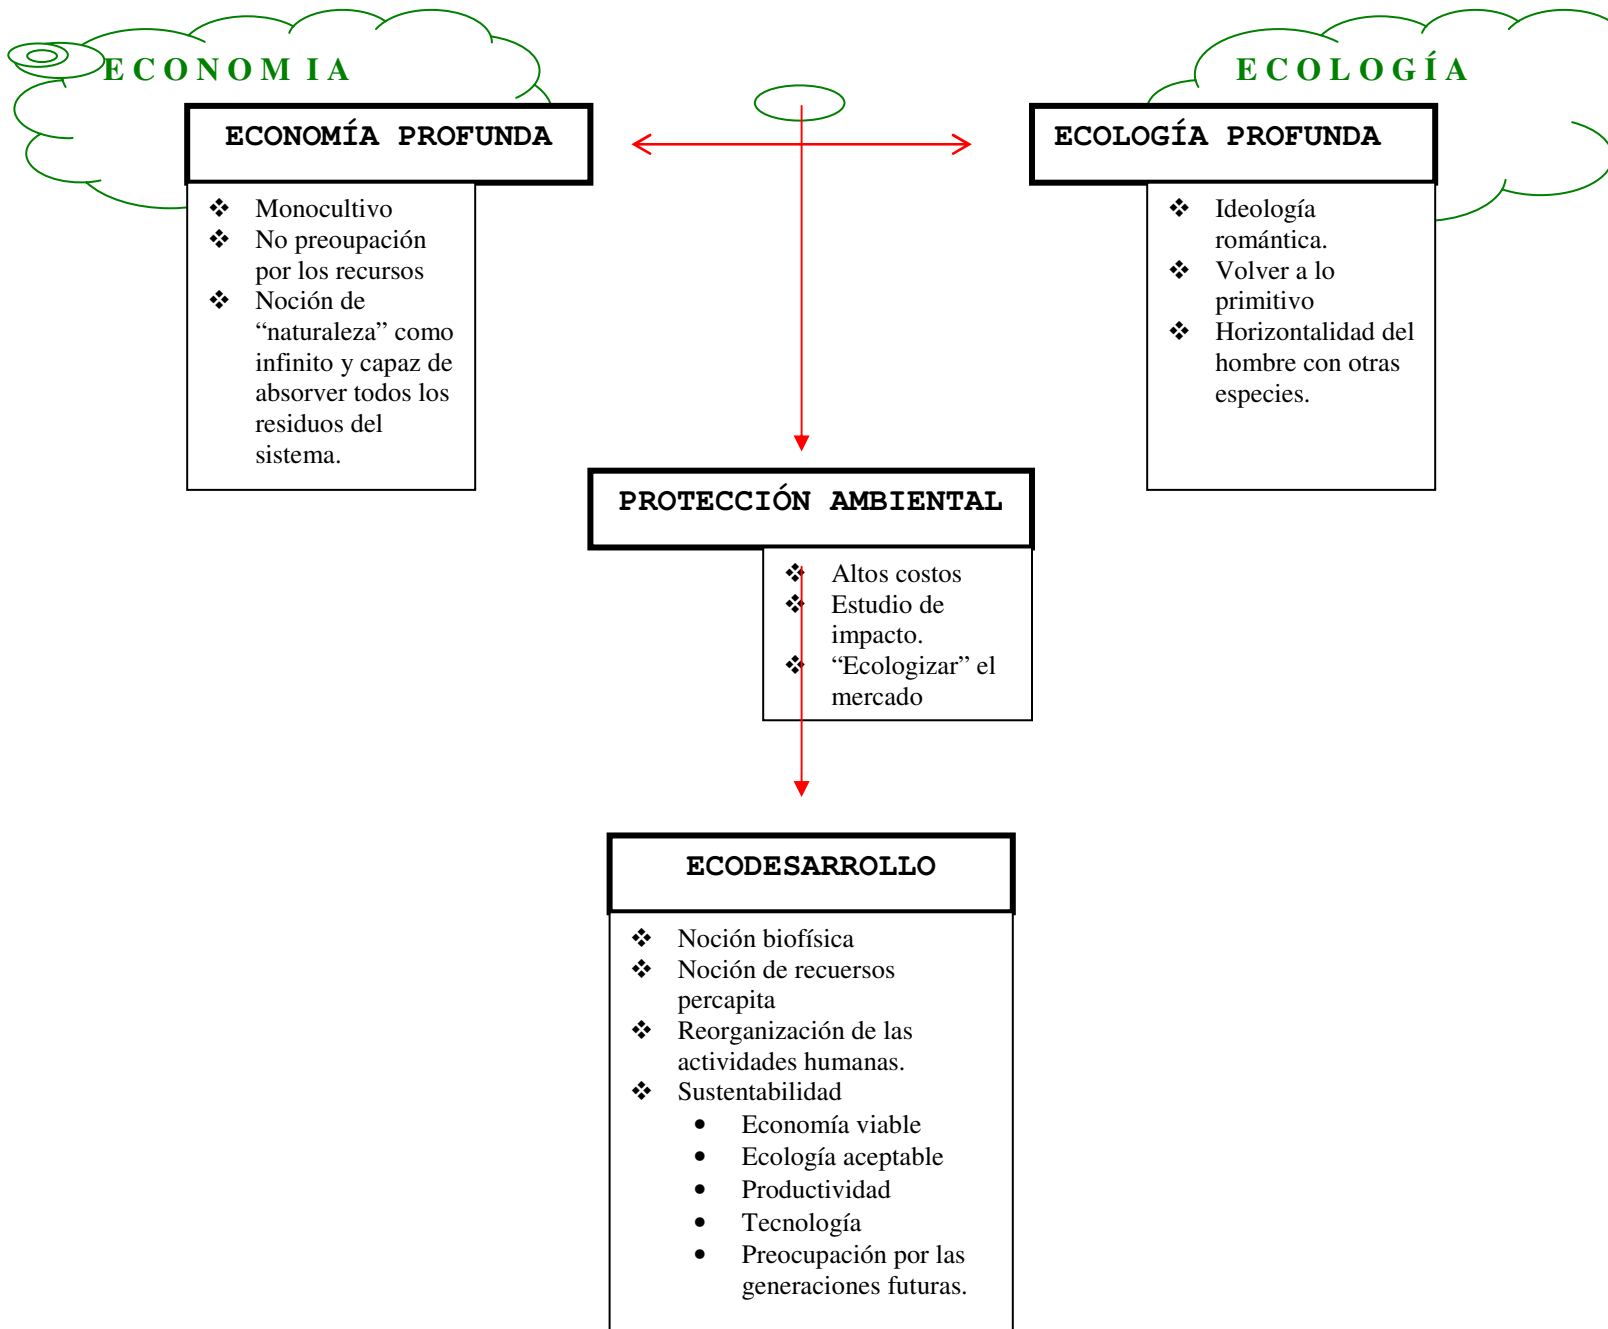 E C O N O M I A
ECONOMÍA PROFUNDA
❖ Monocultivo
❖ No preoupación
por los recursos
❖ Noción de
“naturaleza” como
infinito y capaz de
absorver todos los
residuos del
sistema.
E C O L O G Í A
ECOLOGÍA PROFUNDA
❖ Ideología
romántica.
❖ Volver a lo
primitivo
❖ Horizontalidad del
hombre con otras
especies.
PROTECCIÓN AMBIENTAL
❖ Altos costos
❖ Estudio de
impacto.
❖ “Ecologizar” el
mercado
ECODESARROLLO
❖ Noción biofísica
❖ Noción de recuersos
percapita
❖ Reorganización de las
actividades humanas.
❖ Sustentabilidad
• Economía viable
• Ecología aceptable
• Productividad
• Tecnología
• Preocupación por las
generaciones futuras.